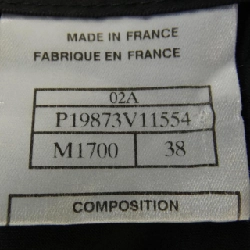 MADE IN FRANCE
FABRIQUE EN FRANCE
02A
P19873V11554
M1700 38
COMPOSITION